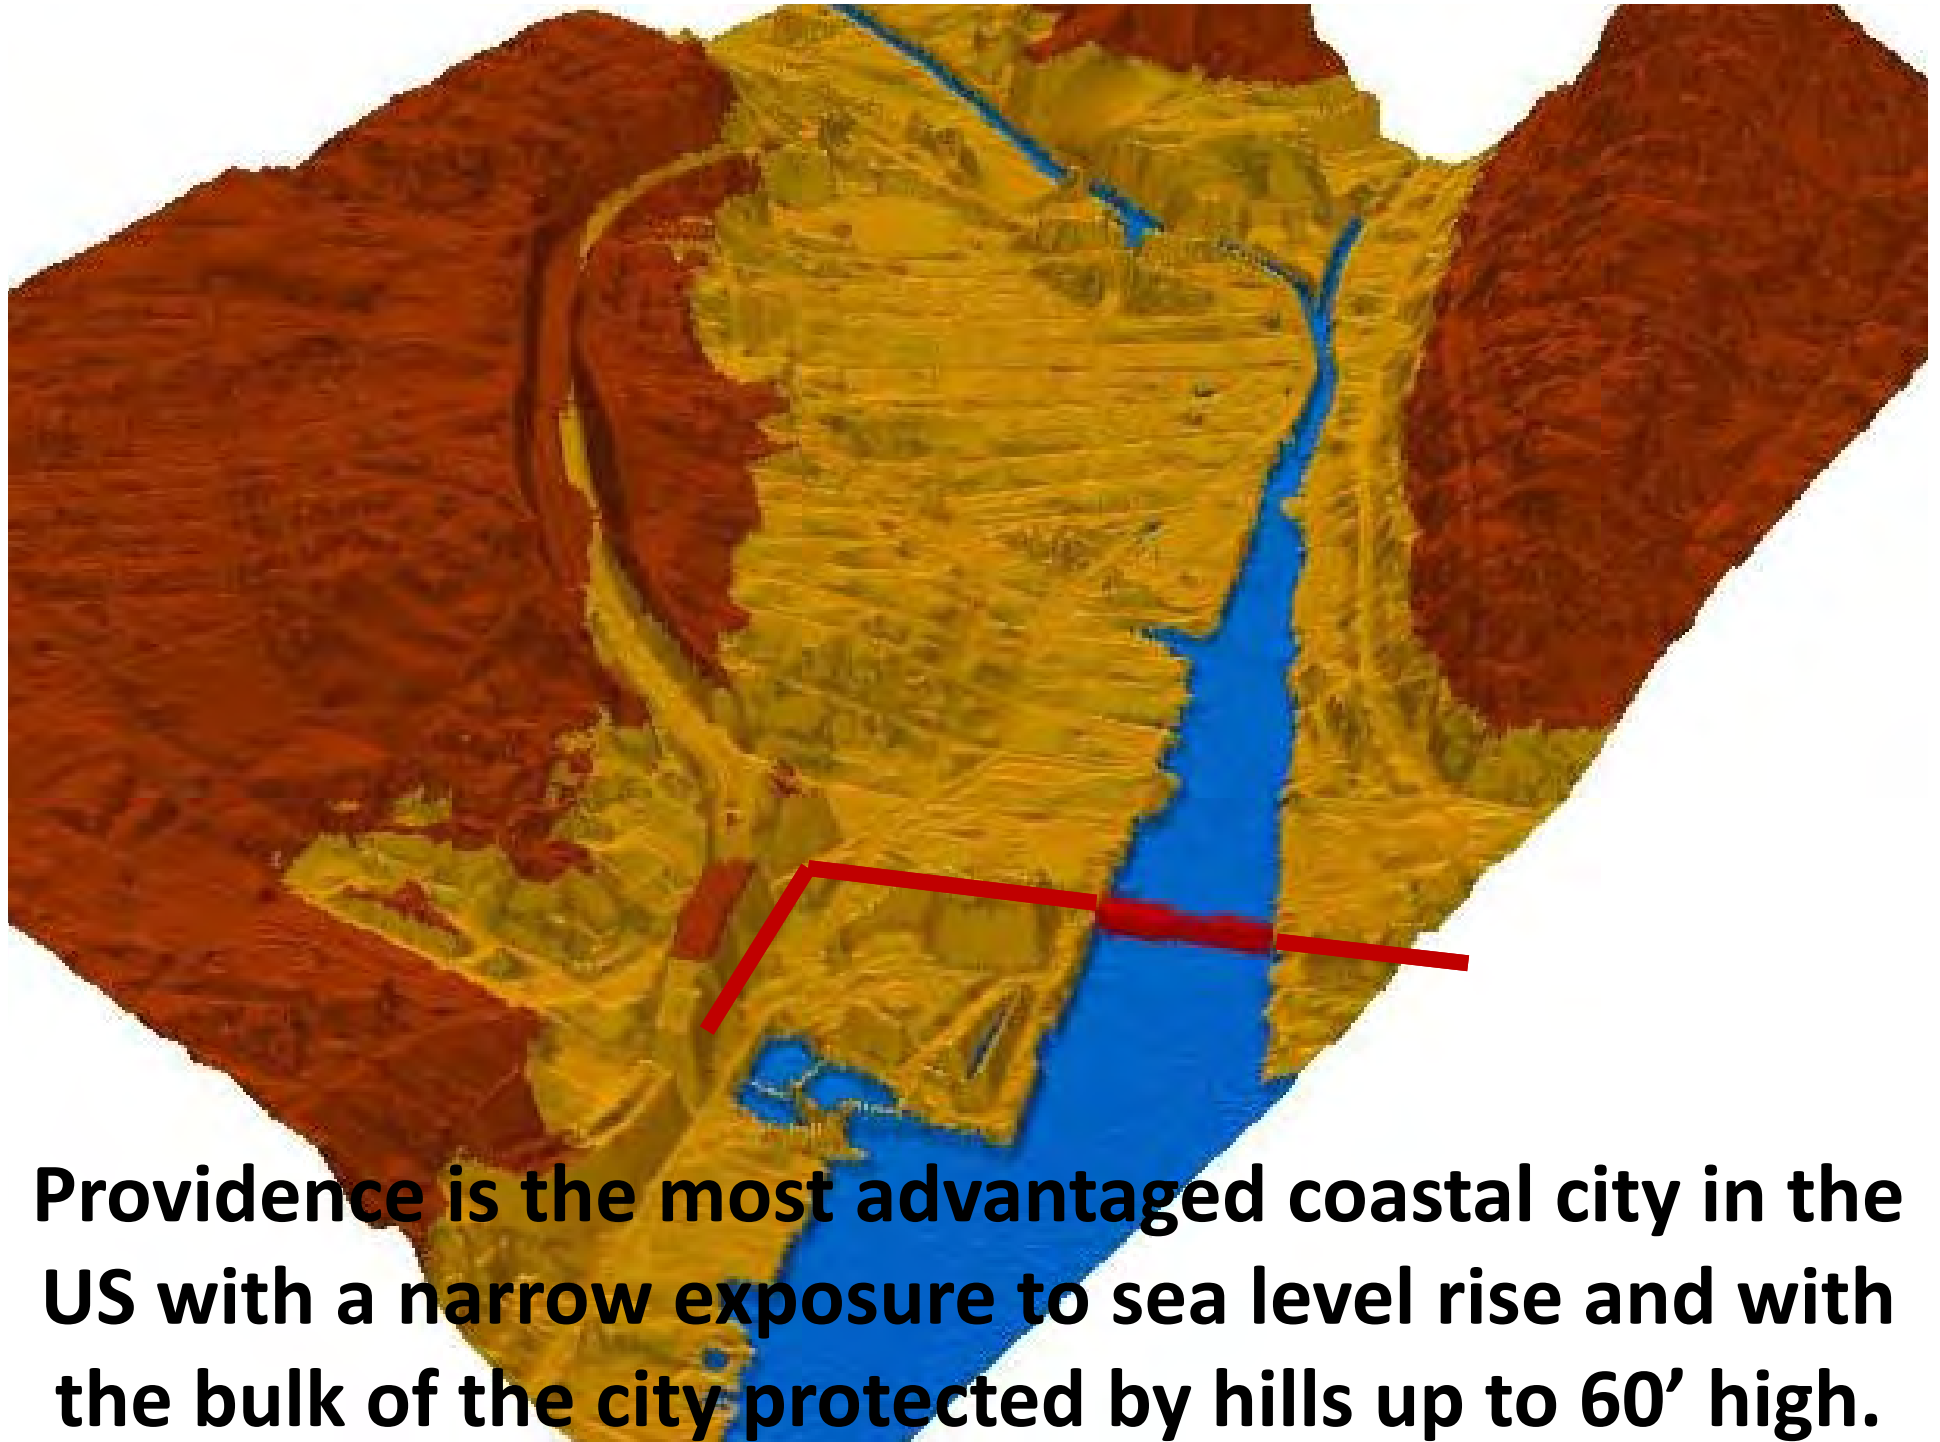 Providence is the most advantaged coastal city in the
US with a narrow exposure to sea level rise and with
the bulk of the city protected by hills up to 60’ high.